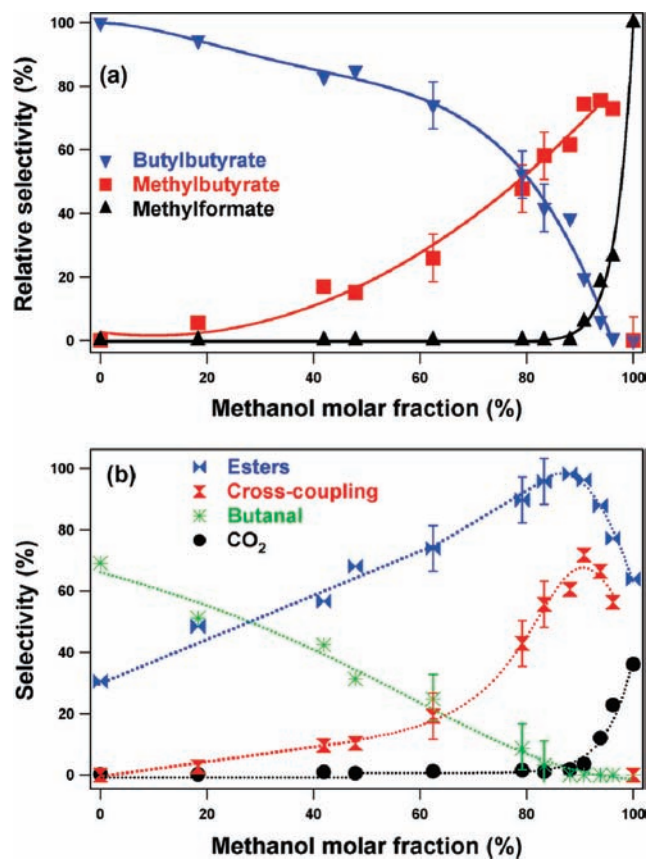 100
80
60
40
20
0
Relative selectivity (%)
(a)
Butylbutyrate
Methylbutyrate
Methylformate
0 20 40 60 80 100
Methanol molar fraction (%)
100
80
60
40
20
0
Selectivity (%)
(b)
Esters
Cross-coupling
Butanal
CO₂
0 20 40 60 80 100
Methanol molar fraction (%)